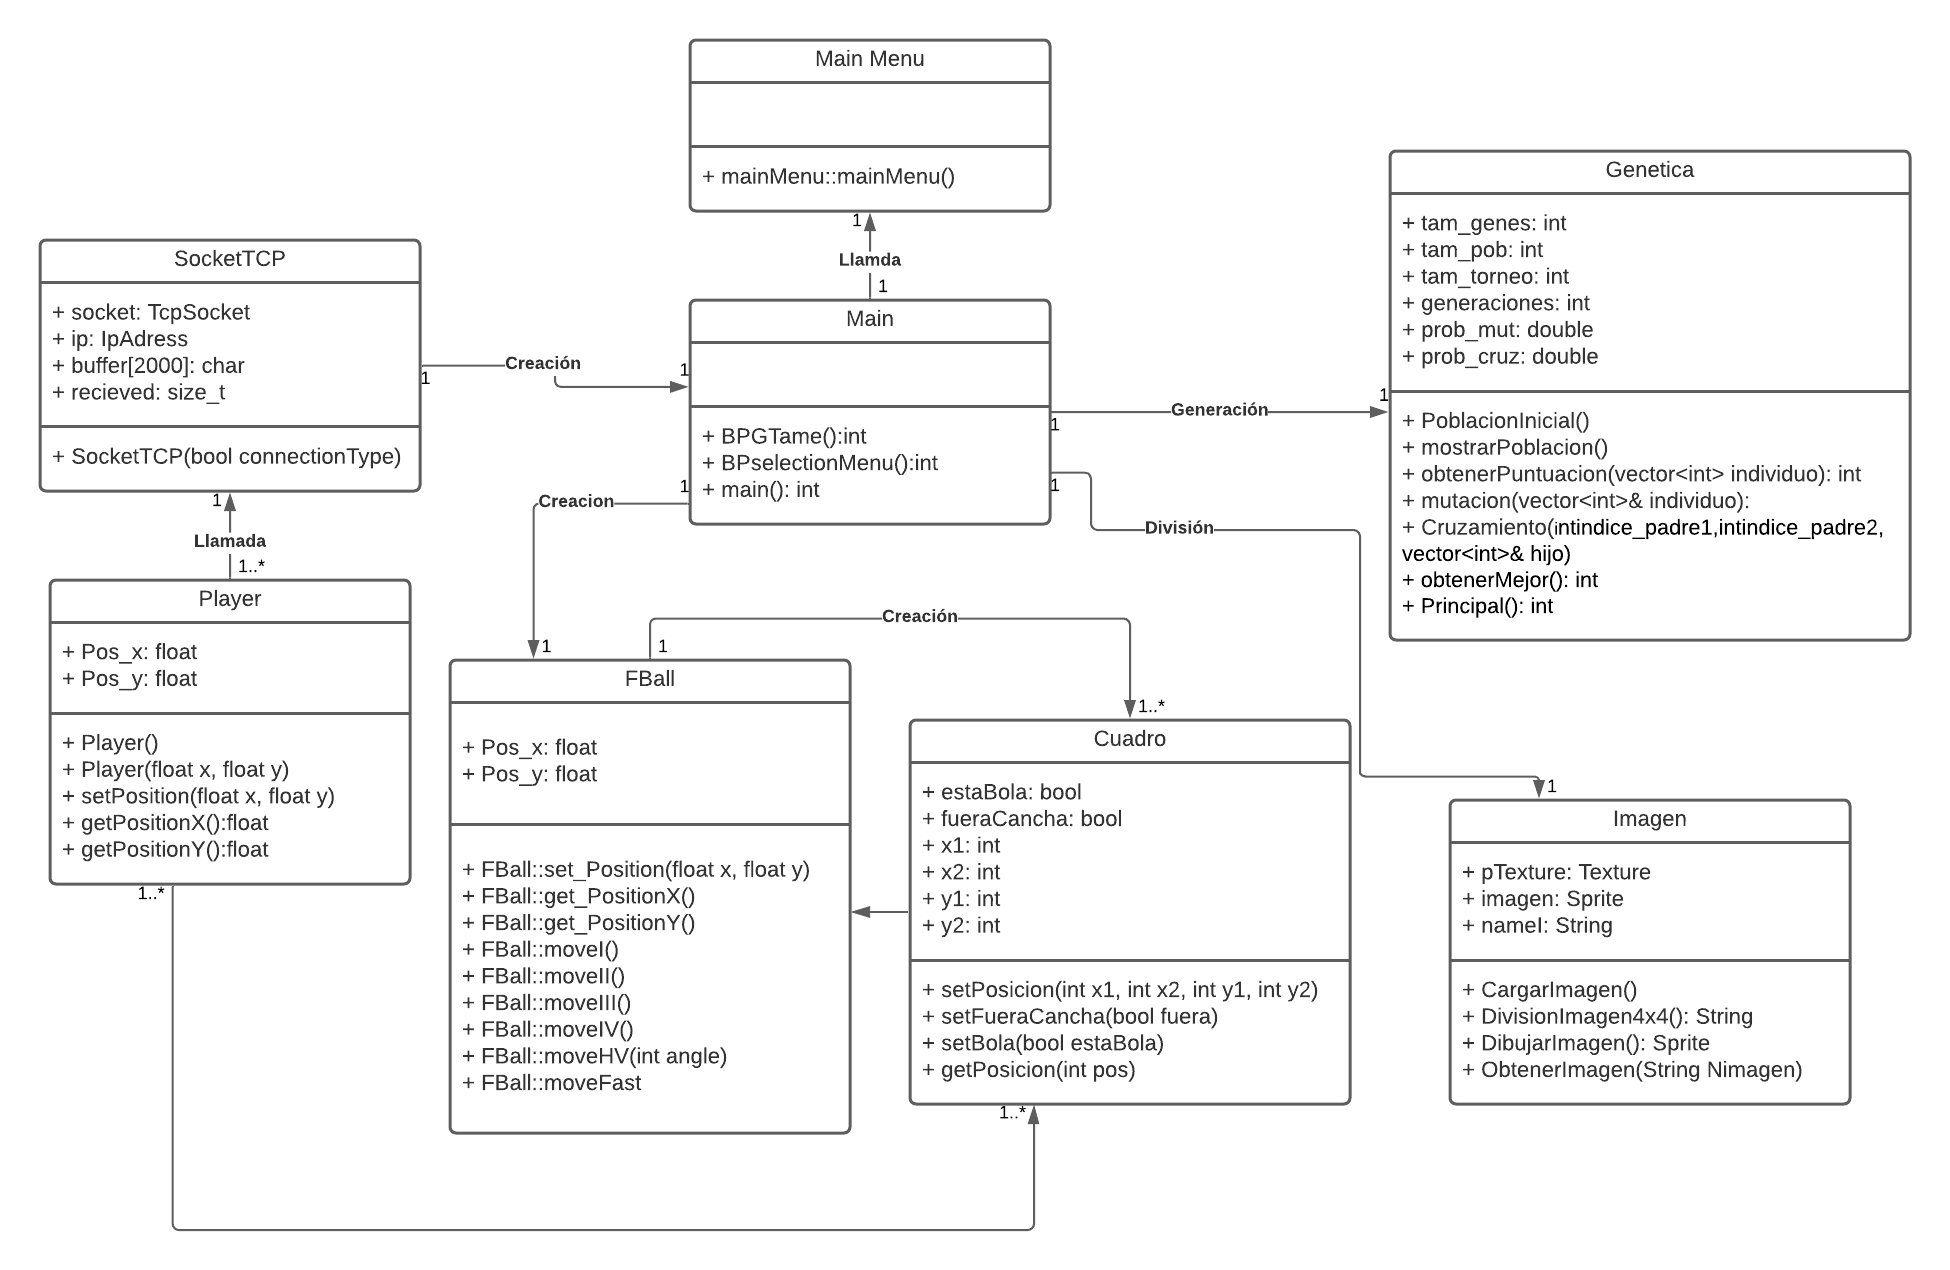 Main Menu
+ mainMenu::mainMenu()
1
Llamda
1
Main
+ BPGTame():int
+ BPselectionMenu():int
+ main(): int
SocketTCP
+ socket: TcpSocket
+ ip: IpAdress
+ buffer[2000]: char
+ recieved: size_t
+ SocketTCP(bool connectionType)
1
Creación
1
1
Llamada
1..*
Player
+ Pos_x: float
+ Pos_y: float
+ Player()
+ Player(float x, float y)
+ setPosition(float x, float y)
+ getPositionX():float
+ getPositionY():float
1..*
1
Creacion
1
FBall
+ Pos_x: float
+ Pos_y: float
+ FBall::set_Position(float x, float y)
+ FBall::get_PositionX()
+ FBall::get_PositionY()
+ FBall::moveI()
+ FBall::moveII()
+ FBall::moveIII()
+ FBall::moveIV()
+ FBall::moveHV(int angle)
+ FBall::moveFast
1
Creación
1..*
Cuadro
+ estaBola: bool
+ fueraCancha: bool
+ x1: int
+ x2: int
+ y1: int
+ y2: int
+ setPosicion(int x1, int x2, int y1, int y2)
+ setFueraCancha(bool fuera)
+ setBola(bool estaBola)
+ getPosicion(int pos)
1..*
1
Generación
1
Genetica
+ tam_genes: int
+ tam_pob: int
+ tam_torneo: int
+ generaciones: int
+ prob_mut: double
+ prob_cruz: double
+ PoblacionInicial()
+ mostrarPoblacion()
+ obtenerPuntuacion(vector<int> individuo): int
+ mutacion(vector<int>& individuo):
+ Cruzamiento(intindice_padre1,intindice_padre2,
vector<int>& hijo)
+ obtenerMejor(): int
+ Principal(): int
1
División
1
Imagen
+ pTexture: Texture
+ imagen: Sprite
+ nameI: String
+ CargarImagen()
+ DivisionImagen4x4(): String
+ DibujarImagen(): Sprite
+ ObtenerImagen(String Nimagen)